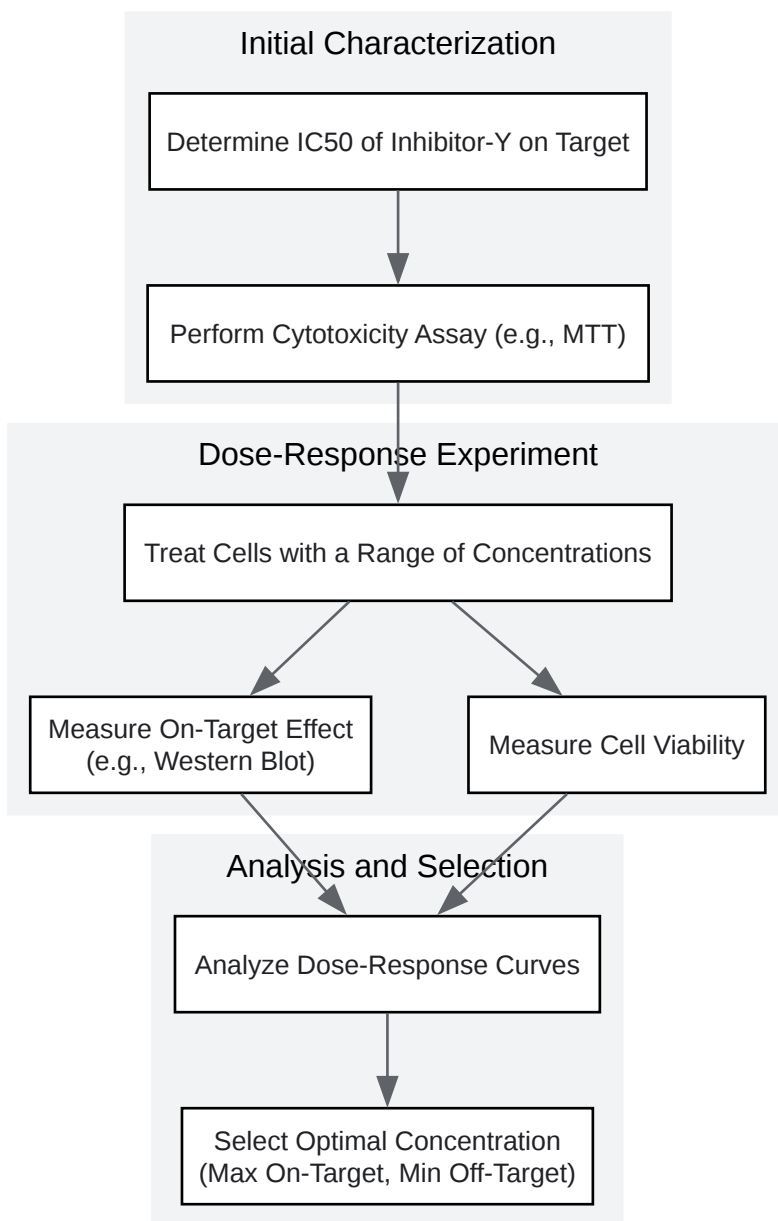 Initial Characterization
Determine IC50 of Inhibitor-Y on Target
Perform Cytotoxicity Assay (e.g., MTT)
Dose-Response Experiment
Treat Cells with a Range of Concentrations
Measure On-Target Effect
(e.g., Western Blot)
Measure Cell Viability
Analysis and Selection
Analyze Dose-Response Curves
Select Optimal Concentration
(Max On-Target, Min Off-Target)